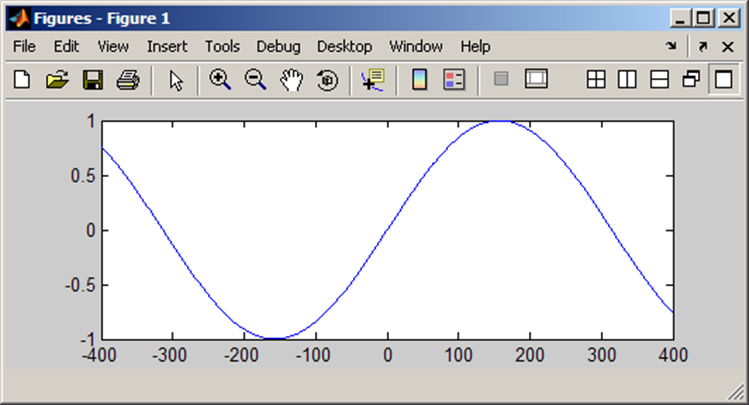 Figures - Figure 1
File Edit View Insert Tools Debug Desktop Window Help
1
0.5
0
-0.5
-1
-400 -300 -200 -100 0 100 200 300 400